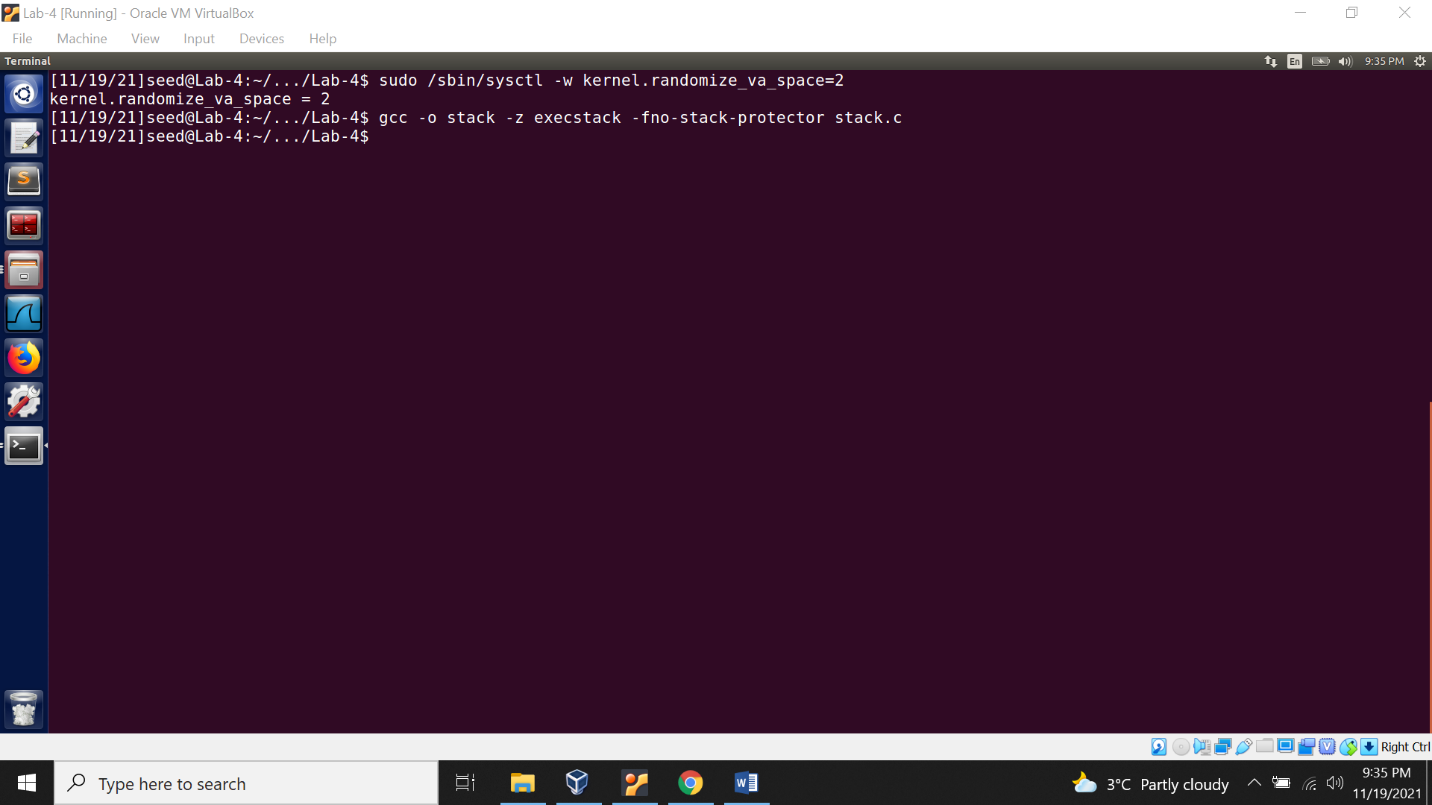 Lab-4 [Running] - Oracle VM VirtualBox
File Machine View Input Devices Help
Terminal En 9:35 PM
[11/19/21]seed@Lab-4:~/.../Lab-4$ sudo /sbin/sysctl -w kernel.randomize_va_space=2
kernel.randomize_va_space = 2
[11/19/21]seed@Lab-4:~/.../Lab-4$ gcc -o stack -z execstack -fno-stack-protector stack.c
[11/19/21]seed@Lab-4:~/.../Lab-4$
Right Ctrl
Type here to search
3°C Partly cloudy
9:35 PM
11/19/2021